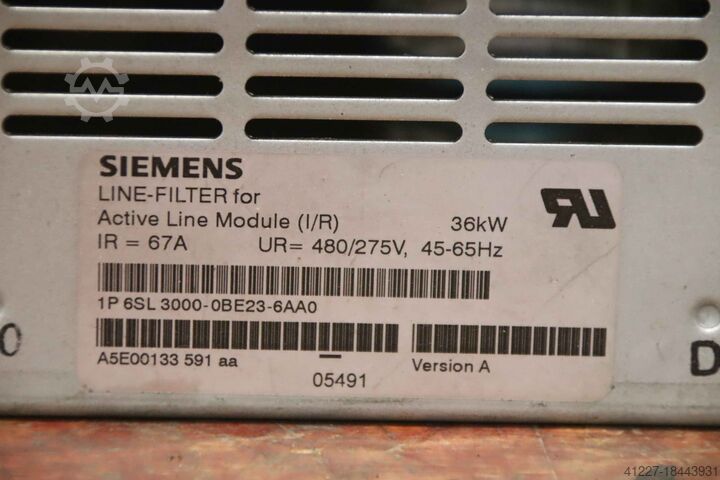 SIEMENS
LINE-FILTER for
Active Line Module (I/R) 36kW
IR = 67A UR= 480/275V, 45-65Hz
1P 6SL 3000-0BE23-6AA0
A5E00133 591 aa
Version A
05491
0
D
41227-18443931